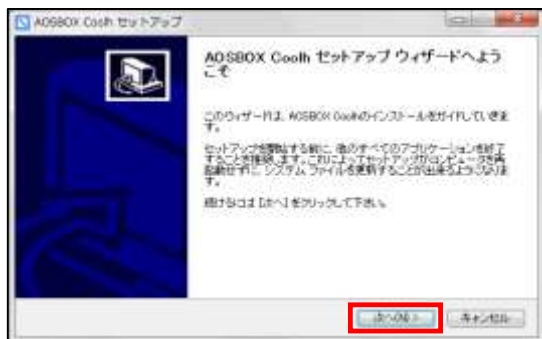 AOSBOX Coolh セットアップ
AOSBOX Coolh セットアップ ウィザードへよう
こそ
このウィザードは、AOSBOX Coolhのインストールをガイドしていきま
す。
セットアップを開始する前に、他のすべてのアプリケーションを終了
することを推奨します。これによってセットアップがコンピュータを再
起動せずに、システム ファイルを更新することが出来るようになりま
す。
続けるには [次へ] をクリックして下さい。
次へ(N) >
キャンセル